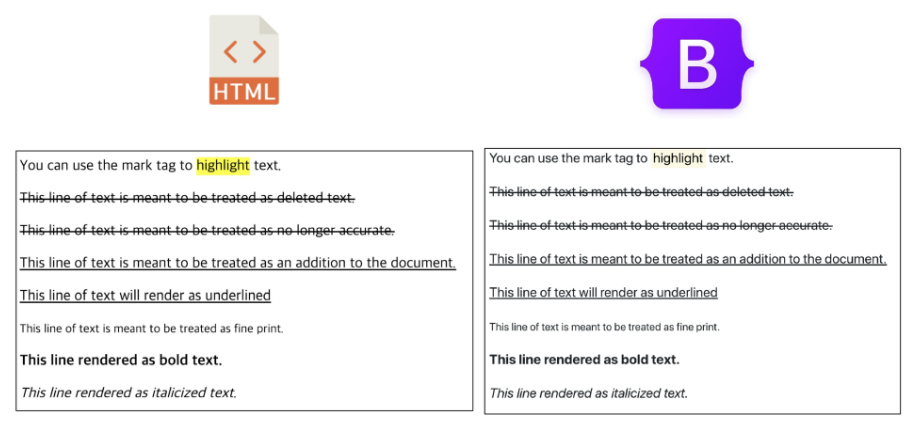 HTML
B
You can use the mark tag to highlight text.
This line of text is meant to be treated as deleted text.
This line of text is meant to be treated as no longer accurate.
This line of text is meant to be treated as an addition to the document.
This line of text will render as underlined
This line of text is meant to be treated as fine print.
This line rendered as bold text.
This line rendered as italicized text.
You can use the mark tag to highlight text.
This line of text is meant to be treated as deleted text.
This line of text is meant to be treated as no longer accurate.
This line of text is meant to be treated as an addition to the document.
This line of text will render as underlined
This line of text is meant to be treated as fine print.
This line rendered as bold text.
This line rendered as italicized text.